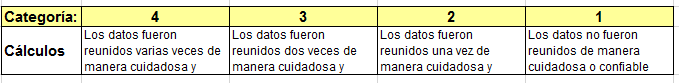 Categoría: 4 3 2 1
Cálculos
Los datos fueron
reunidos varias veces de
manera cuidadosa y
Los datos fueron
reunidos dos veces de
manera cuidadosa y
Los datos fueron
reunidos una vez de
manera cuidadosa y
Los datos no fueron
reunidos de manera
cuidadosa o confiable